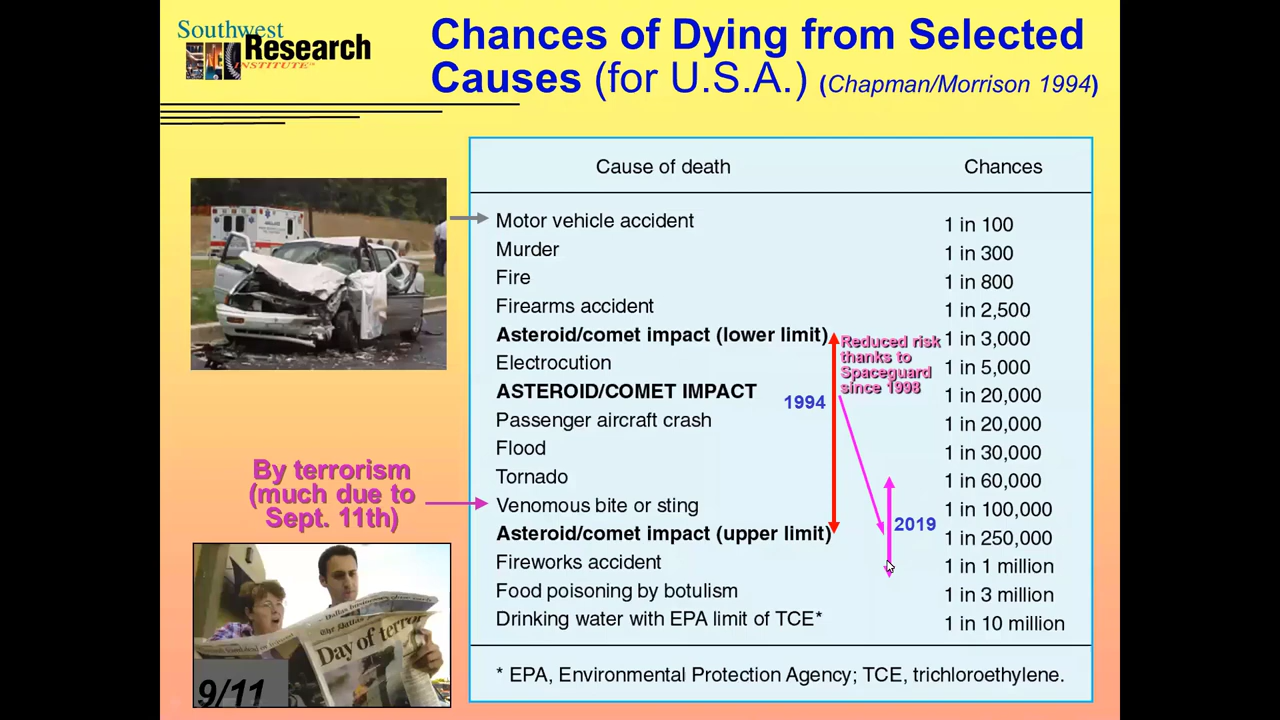 Southwest
Research
INSTITUTE
Chances of Dying from Selected
Causes (for U.S.A.) (Chapman/Morrison 1994)
Cause of death Chances
Motor vehicle accident 1 in 100
Murder 1 in 300
Fire 1 in 800
Firearms accident 1 in 2,500
Asteroid/comet impact (lower limit) 1 in 3,000
Electrocution 1 in 5,000
ASTEROID/COMET IMPACT 1 in 20,000
Passenger aircraft crash 1 in 20,000
Flood 1 in 30,000
Tornado 1 in 60,000
Venomous bite or sting 1 in 100,000
Asteroid/comet impact (upper limit) 1 in 250,000
Fireworks accident 1 in 1 million
Food poisoning by botulism 1 in 3 million
Drinking water with EPA limit of TCE* 1 in 10 million
* EPA, Environmental Protection Agency; TCE, trichloroethylene.
Reduced risk
thanks to
Spaceguard
since 1998
1994
2019
By terrorism
(much due to
Sept. 11th)
The Dallas
Day of terror
9/11